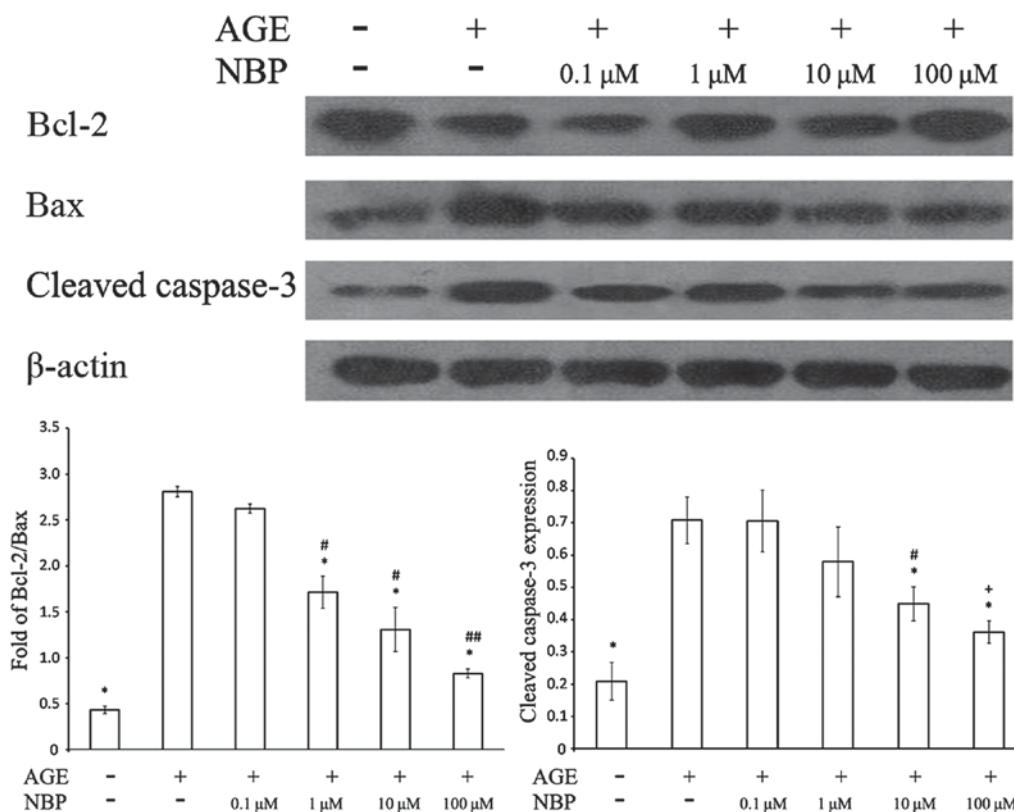 AGE - + + + + +
NBP - - 0.1 μM 1 μM 10 μM 100 μM
Bcl-2
Bax
Cleaved caspase-3
β-actin
Fold of Bcl-2/Bax
3.5
3.0
2.5
2.0
1.5
1.0
0.5
0
*
# *
# *
## *
AGE - + + + + +
NBP - - 0.1 μM 1 μM 10 μM 100 μM
Cleaved caspase-3 expression
0.9
0.8
0.7
0.6
0.5
0.4
0.3
0.2
0.1
0
*
# *
+ *
AGE - + + + + +
NBP - - 0.1 μM 1 μM 10 μM 100 μM